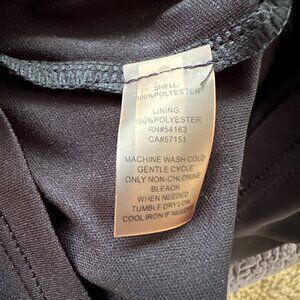 SHELL:
100%POLYESTER
LINING:
100%POLYESTER
RN#54163
CA#57151
MACHINE WASH COLD
GENTLE CYCLE
ONLY NON-CHLORINE
BLEACH
WHEN NEEDED
TUMBLE DRY LOW
COOL IRON IF NEEDED